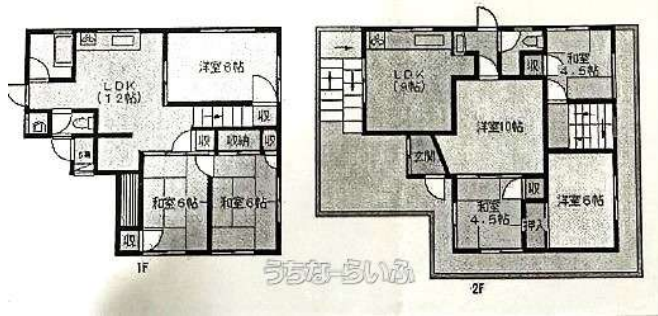 洋室6帖
LDK
(12帖)
収
収
収納
収
和室6帖
和室6帖
収
1F
LDK
(9帖)
和室
4.5帖
収
洋室10帖
玄関
和室
4.5帖
収
押入
洋室6帖
2F
うちなーらいふ